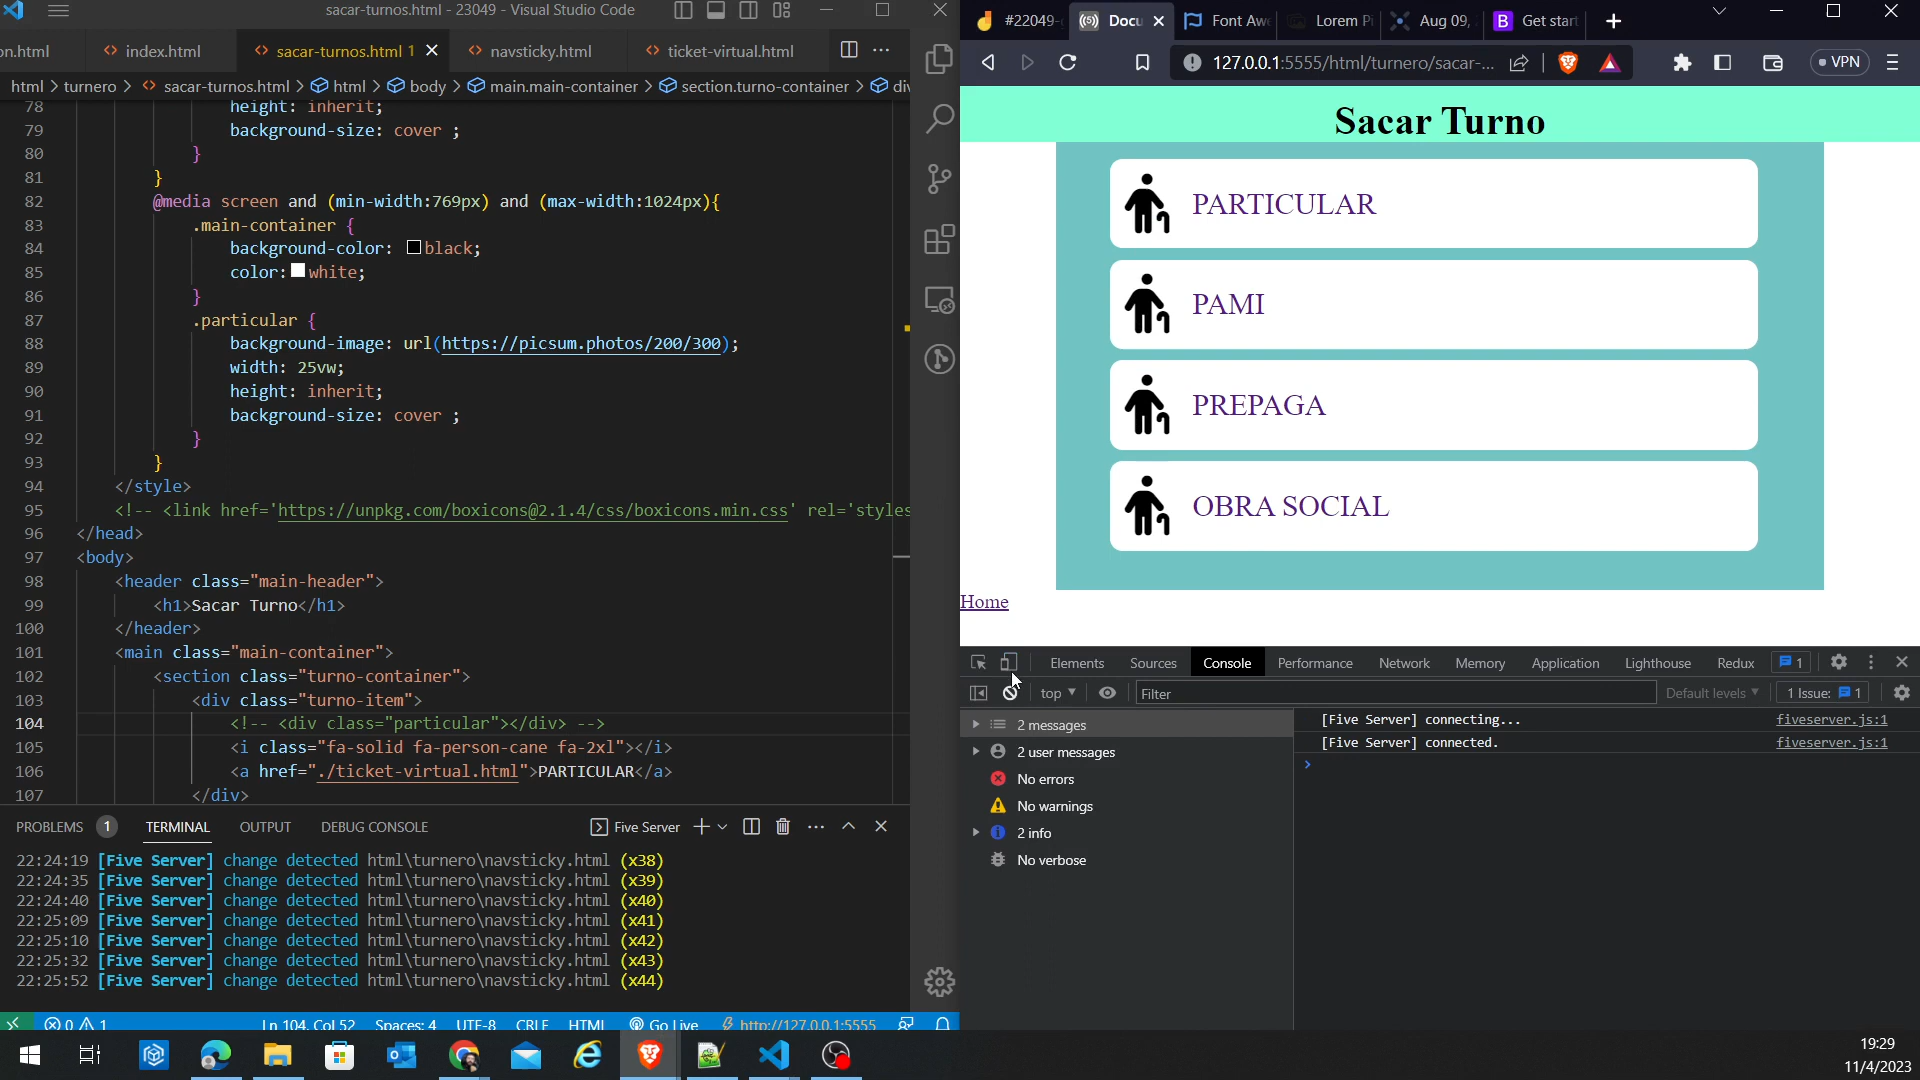 sacar-turnos.html - 23049 - Visual Studio Code
on.html
index.html
sacar-turnos.html 1
navsticky.html
ticket-virtual.html
html > turnero > sacar-turnos.html > html > body > main.main-container > section.turno-container >
78 height: inherit;
79 background-size: cover ;
80 }
81 }
82 @media screen and (min-width:769px) and (max-width:1024px){
83 .main-container {
84 background-color: black;
85 color: white;
86 }
87 .particular {
88 background-image: url(https://picsum.photos/200/300);
89 width: 25vw;
90 height: inherit;
91 background-size: cover ;
92 }
93 }
94 </style>
95 <!-- <link href='https://unpkg.com/boxicons@2.1.4/css/boxicons.min.css' rel='styles
96 </head>
97 <body>
98 <header class="main-header">
99 <h1>Sacar Turno</h1>
100 </header>
101 <main class="main-container">
102 <section class="turno-container">
103 <div class="turno-item">
104 <!-- <div class="particular"></div> -->
105 <i class="fa-solid fa-person-cane fa-2xl"></i>
106 <a href="./ticket-virtual.html">PARTICULAR</a>
107 </div>
PROBLEMS 1 TERMINAL OUTPUT DEBUG CONSOLE Five Server
22:24:19 [Five Server] change detected html\turnero\navsticky.html (x38)
22:24:35 [Five Server] change detected html\turnero\navsticky.html (x39)
22:24:40 [Five Server] change detected html\turnero\navsticky.html (x40)
22:25:09 [Five Server] change detected html\turnero\navsticky.html (x41)
22:25:10 [Five Server] change detected html\turnero\navsticky.html (x42)
22:25:32 [Five Server] change detected html\turnero\navsticky.html (x43)
22:25:52 [Five Server] change detected html\turnero\navsticky.html (x44)
0 1 Ln 104, Col 52 Spaces: 4 UTF-8 CRLF HTML Go Live http://127.0.0.1:5555
#22049-
Docu
Font Aw
Lorem P
Aug 09,
Get start
127.0.0.1:5555/html/turnero/sacar-...
VPN
Sacar Turno
PARTICULAR
PAMI
PREPAGA
OBRA SOCIAL
Home
Elements Sources Console Performance Network Memory Application Lighthouse Redux 1
top Filter Default levels 1 Issue: 1
2 messages
2 user messages
No errors
No warnings
2 info
No verbose
[Five Server] connecting... fiveserver.js:1
[Five Server] connected. fiveserver.js:1
19:29
11/4/2023